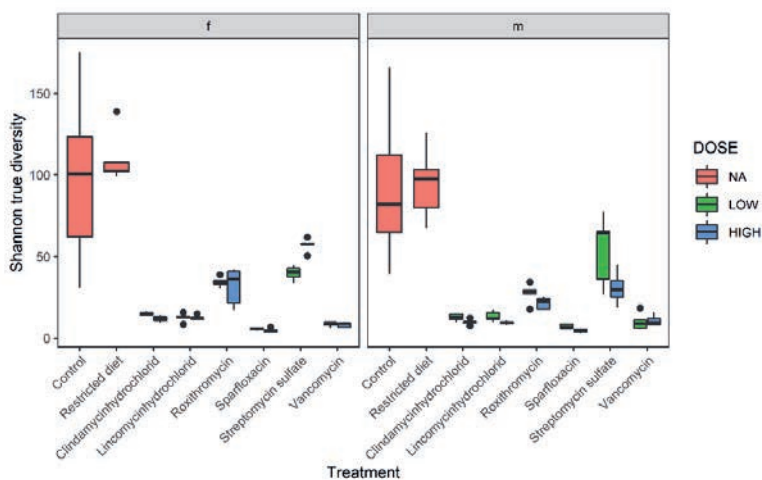 f
m
Shannon true diversity
150
100
50
0
Control
Restricted diet
Clindamycinhydrochlorid
Lincomycinhydrochlorid
Roxithromycin
Sparfloxacin
Streptomycin sulfate
Vancomycin
Control
Restricted diet
Clindamycinhydrochlorid
Lincomycinhydrochlorid
Roxithromycin
Sparfloxacin
Streptomycin sulfate
Vancomycin
Treatment
DOSE
NA
LOW
HIGH